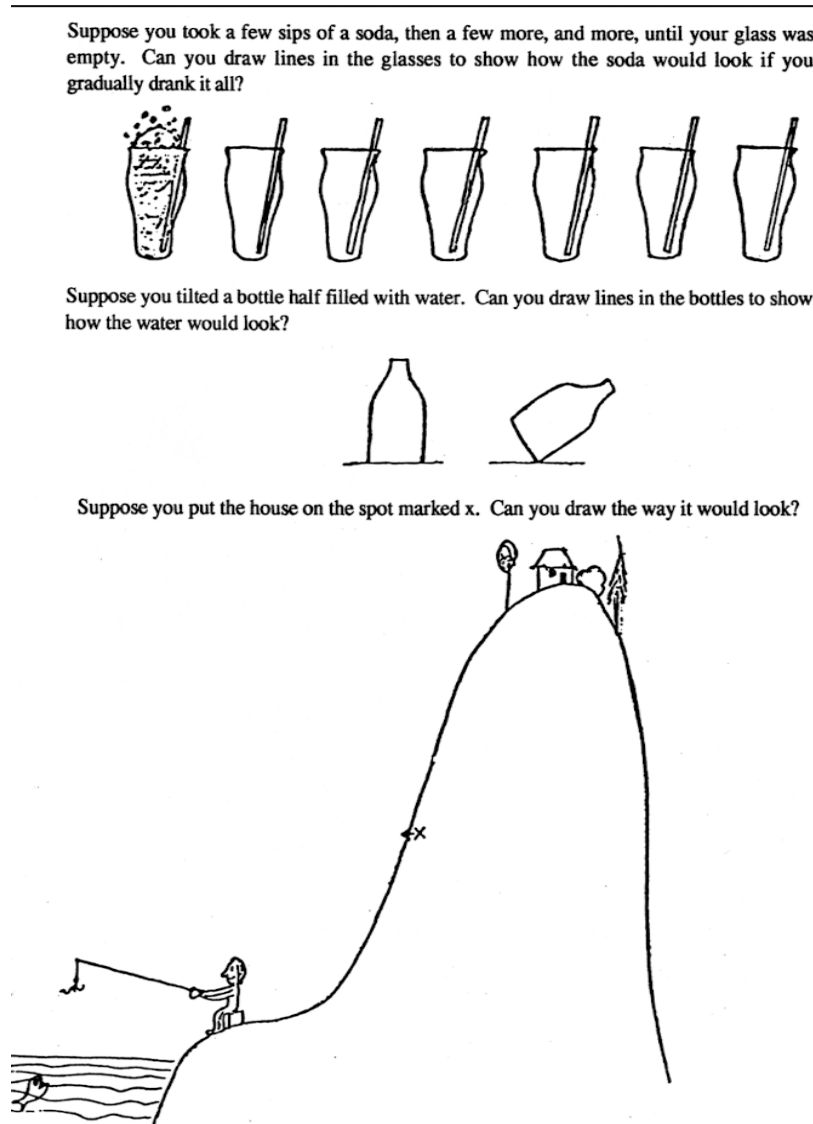 Suppose you took a few sips of a soda, then a few more, and more, until your glass was
empty. Can you draw lines in the glasses to show how the soda would look if you
gradually drank it all?
Suppose you tilted a bottle half filled with water. Can you draw lines in the bottles to show
how the water would look?
Suppose you put the house on the spot marked x. Can you draw the way it would look?
x